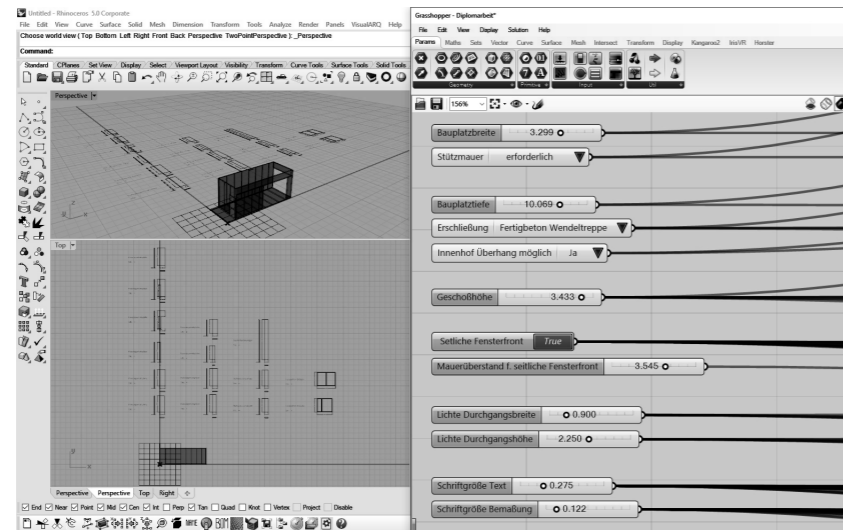 Untitled - Rhinoceros 5.0 Corporate
File Edit View Curve Surface Solid Mesh Dimension Transform Tools Analyze Render Panels VisualARQ Help
Choose world view ( Top Bottom Left Right Front Back Perspective TwoPointPerspective ): _Perspective
Command:
Standard CPlanes Set View Display Select Viewport Layout Visibility Transform Curve Tools Surface Tools Solid Tools
Perspective
z
x
Top
y
x
Perspective Perspective Top Right
End Near Point Mid Cen Int Perp Tan Quad Knot Vertex Project Disable
Grasshopper - Diplomarbeit*
File Edit View Display Solution Help
Params Maths Sets Vector Curve Surface Mesh Intersect Transform Display Kangaroo2 IrisVR Horster
Geometry Primitive Input Util
156%
Bauplatzbreite 3.299
Stützmauer erforderlich
Bauplatztiefe 10.069
Erschließung Fertigbeton Wendeltreppe
Innenhof Überhang möglich Ja
Geschoßhöhe 3.433
Setliche Fensterfront True
Mauerüberstand f. seitliche Fensterfront 3.545
Lichte Durchgangsbreite 0.900
Lichte Durchgangshöhe 2.250
Schriftgröße Text 0.275
Schriftgröße Bemaßung 0.122